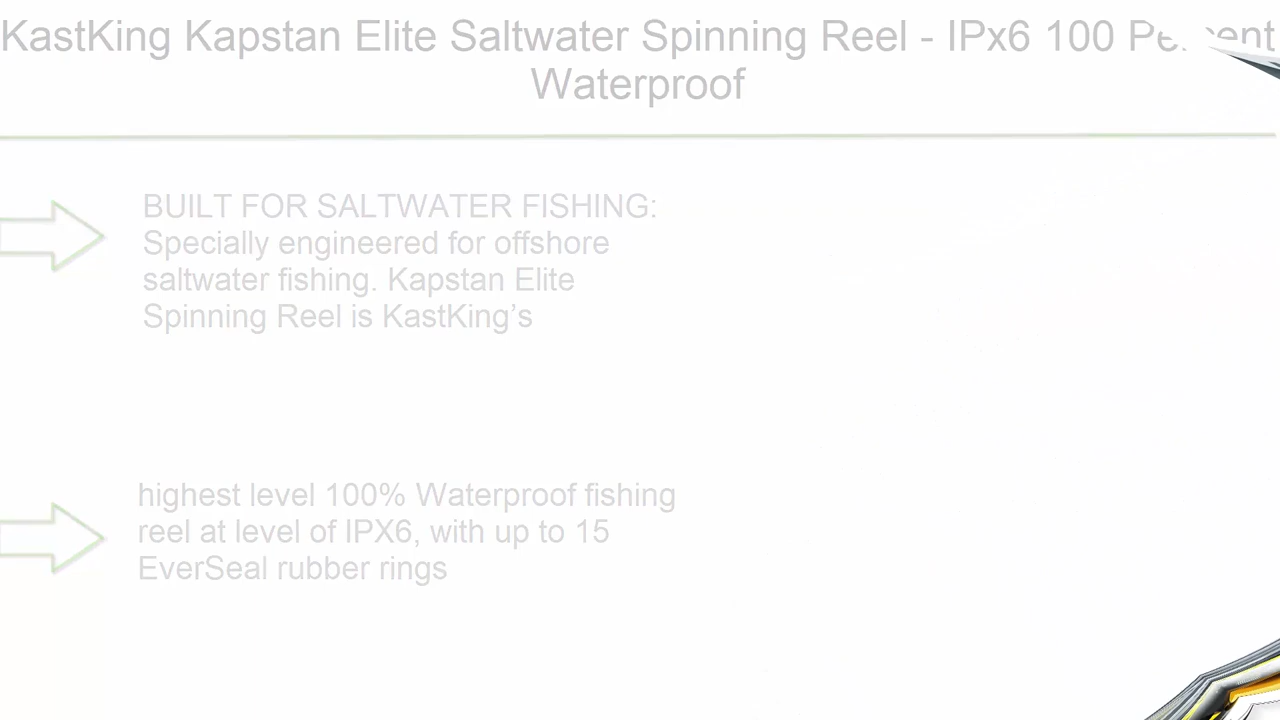 KastKing Kapstan Elite Saltwater Spinning Reel - IPx6 100 Percent
Waterproof
BUILT FOR SALTWATER FISHING:
Specially engineered for offshore
saltwater fishing. Kapstan Elite
Spinning Reel is KastKing’s
highest level 100% Waterproof fishing
reel at level of IPX6, with up to 15
EverSeal rubber rings